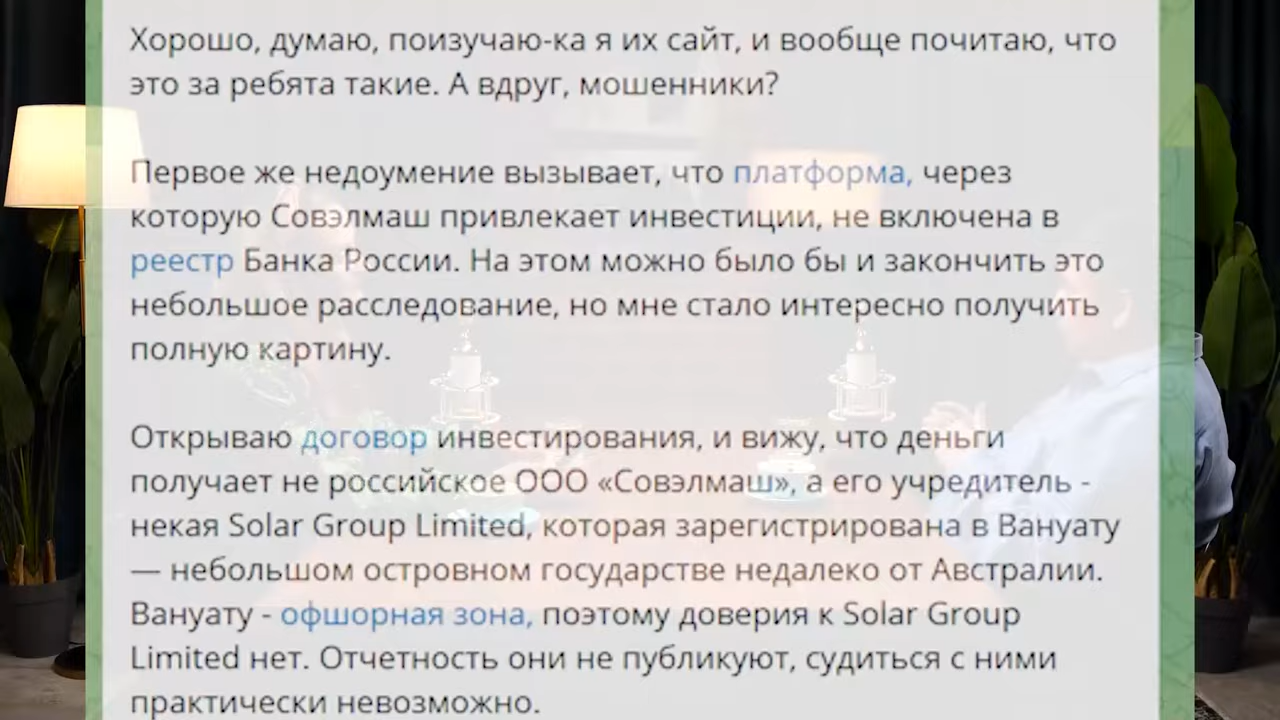 Хорошо, думаю, поизучаю-ка я их сайт, и вообще почитаю, что
это за ребята такие. А вдруг, мошенники?
Первое же недоумение вызывает, что платформа, через
которую Совэлмаш привлекает инвестиции, не включена в
реестр Банка России. На этом можно было бы и закончить это
небольшое расследование, но мне стало интересно получить
полную картину.
Открываю договор инвестирования, и вижу, что деньги
получает не российское ООО «Совэлмаш», а его учредитель -
некая Solar Group Limited, которая зарегистрирована в Вануату
— небольшом островном государстве недалеко от Австралии.
Вануату - офшорная зона, поэтому доверия к Solar Group
Limited нет. Отчетность они не публикуют, судиться с ними
практически невозможно.